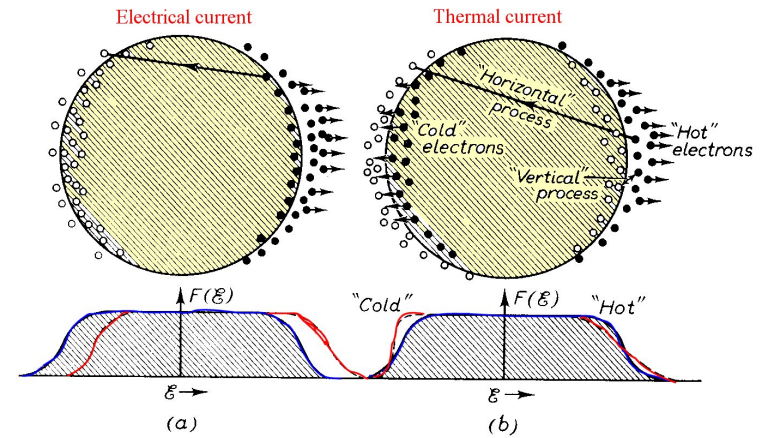 Electrical current
Thermal current
"Horizontal"
process
"Cold"
electrons
"Hot"
electrons
"Vertical"
process
F(ℰ)
ℰ→
(a)
"Cold"
F(ℰ)
"Hot"
ℰ→
(b)